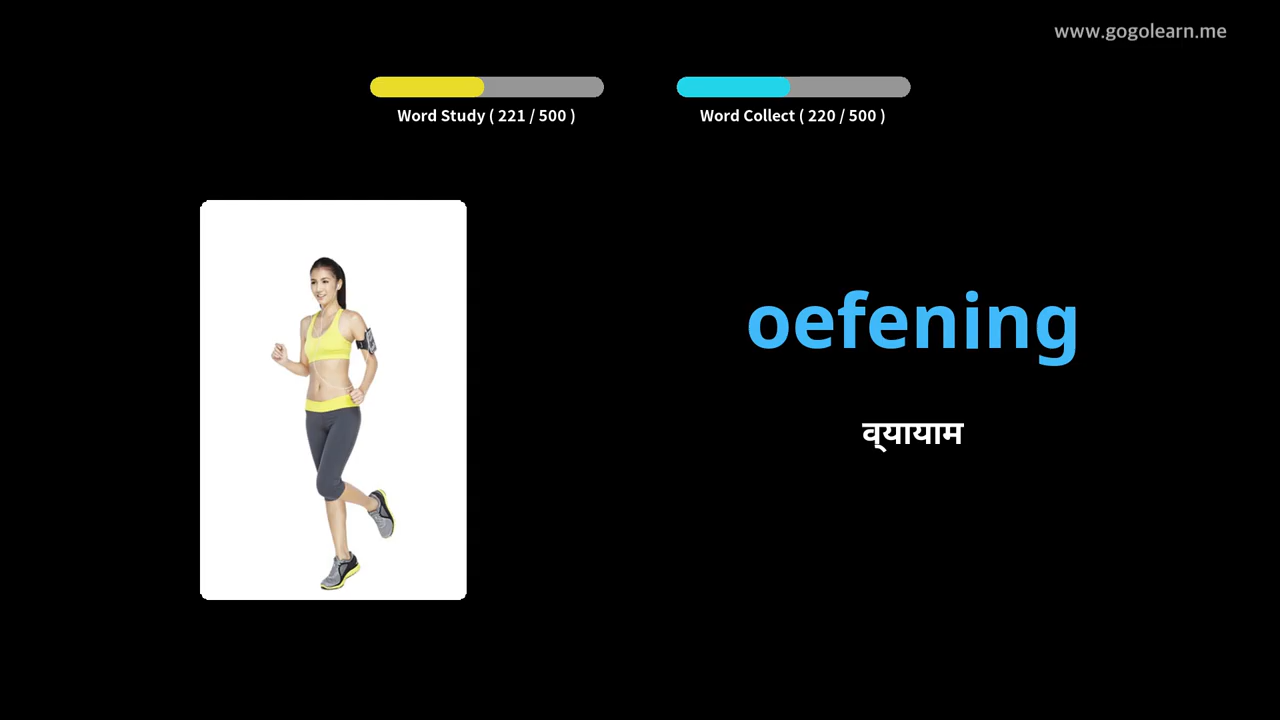 www.gogolearn.me
Word Study ( 221 / 500 )
Word Collect ( 220 / 500 )
oefening
व्यायाम